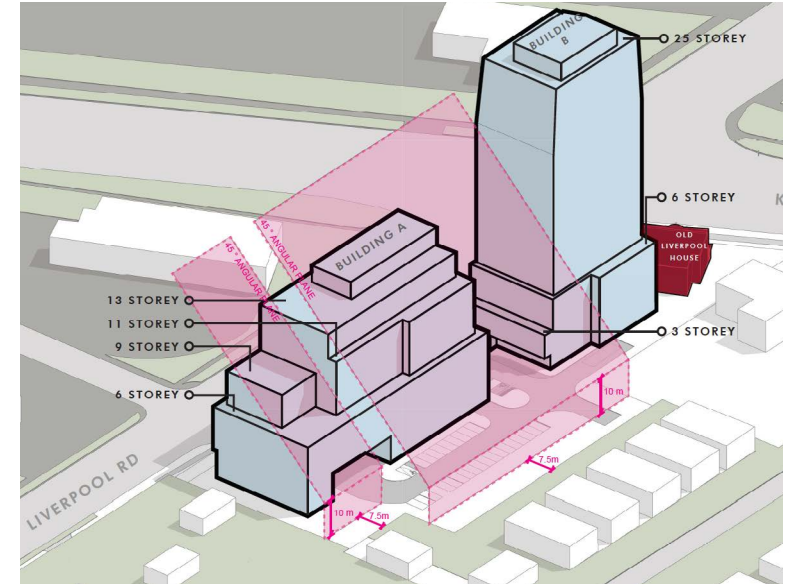 BUILDING
B
25 STOREY
6 STOREY
K
OLD
LIVERPOOL
HOUSE
45° ANGULAR PLANE
45° ANGULAR PLANE
BUILDING A
13 STOREY
11 STOREY
9 STOREY
6 STOREY
3 STOREY
10 m
7.5m
10 m
7.5m
LIVERPOOL RD